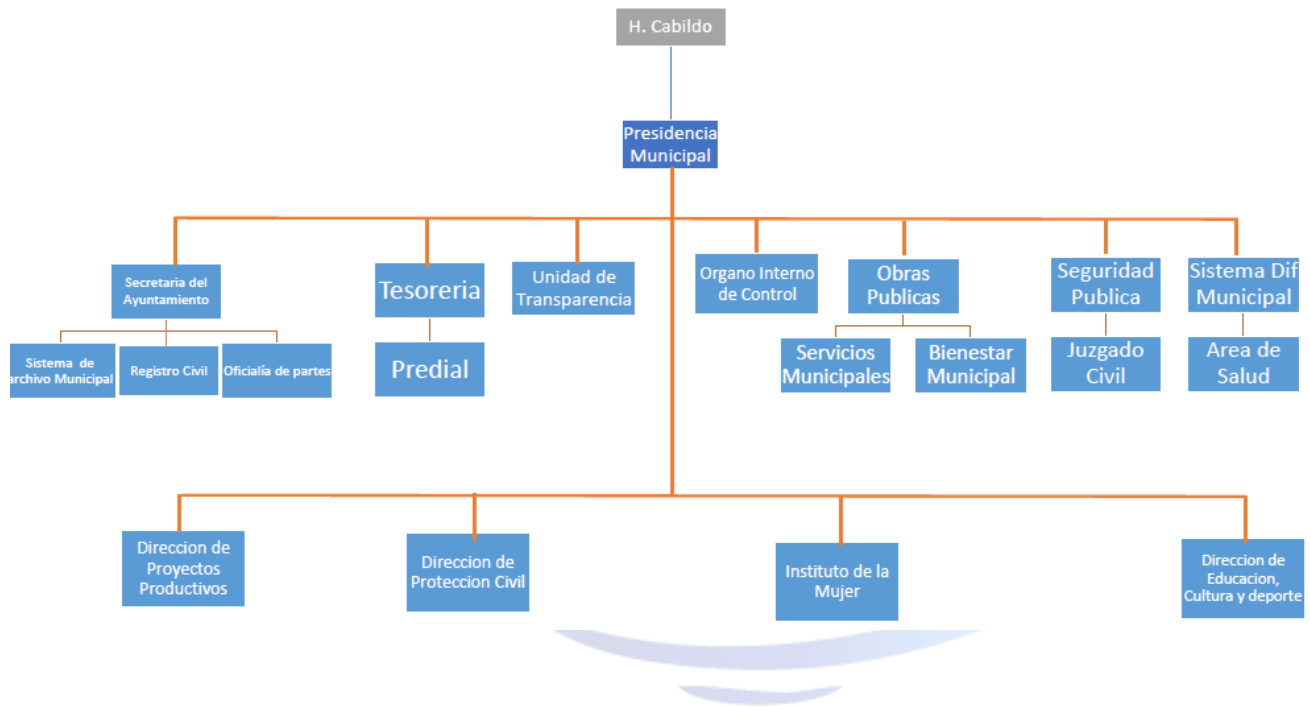 H. Cabildo
Presidencia
Municipal
Secretaria del
Ayuntamiento
Tesoreria
Unidad de
Transparencia
Organo Interno
de Control
Obras
Publicas
Seguridad
Publica
Sistema Dif
Municipal
Sistema de
archivo Municipal
Registro Civil
Oficialía de partes
Predial
Servicios
Municipales
Bienestar
Municipal
Juzgado
Civil
Area de
Salud
Direccion de
Proyectos
Productivos
Direccion de
Proteccion Civil
Instituto de la
Mujer
Direccion de
Educacion,
Cultura y deporte